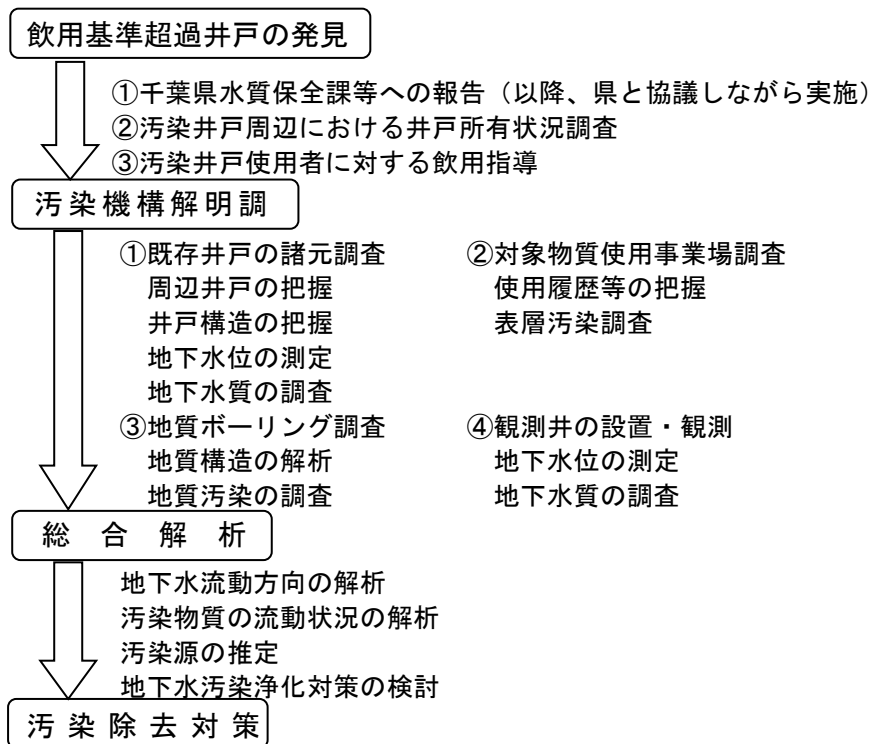 飲用基準超過井戸の発見
①千葉県水質保全課等への報告（以降、県と協議しながら実施）
②汚染井戸周辺における井戸所有状況調査
③汚染井戸使用者に対する飲用指導
汚染機構解明調
①既存井戸の諸元調査
周辺井戸の把握
井戸構造の把握
地下水位の測定
地下水質の調査
②対象物質使用事業場調査
使用履歴等の把握
表層汚染調査
③地質ボーリング調査
地質構造の解析
地質汚染の調査
④観測井の設置・観測
地下水位の測定
地下水質の調査
総合解析
地下水流動方向の解析
汚染物質の流動状況の解析
汚染源の推定
地下水汚染浄化対策の検討
汚染除去対策